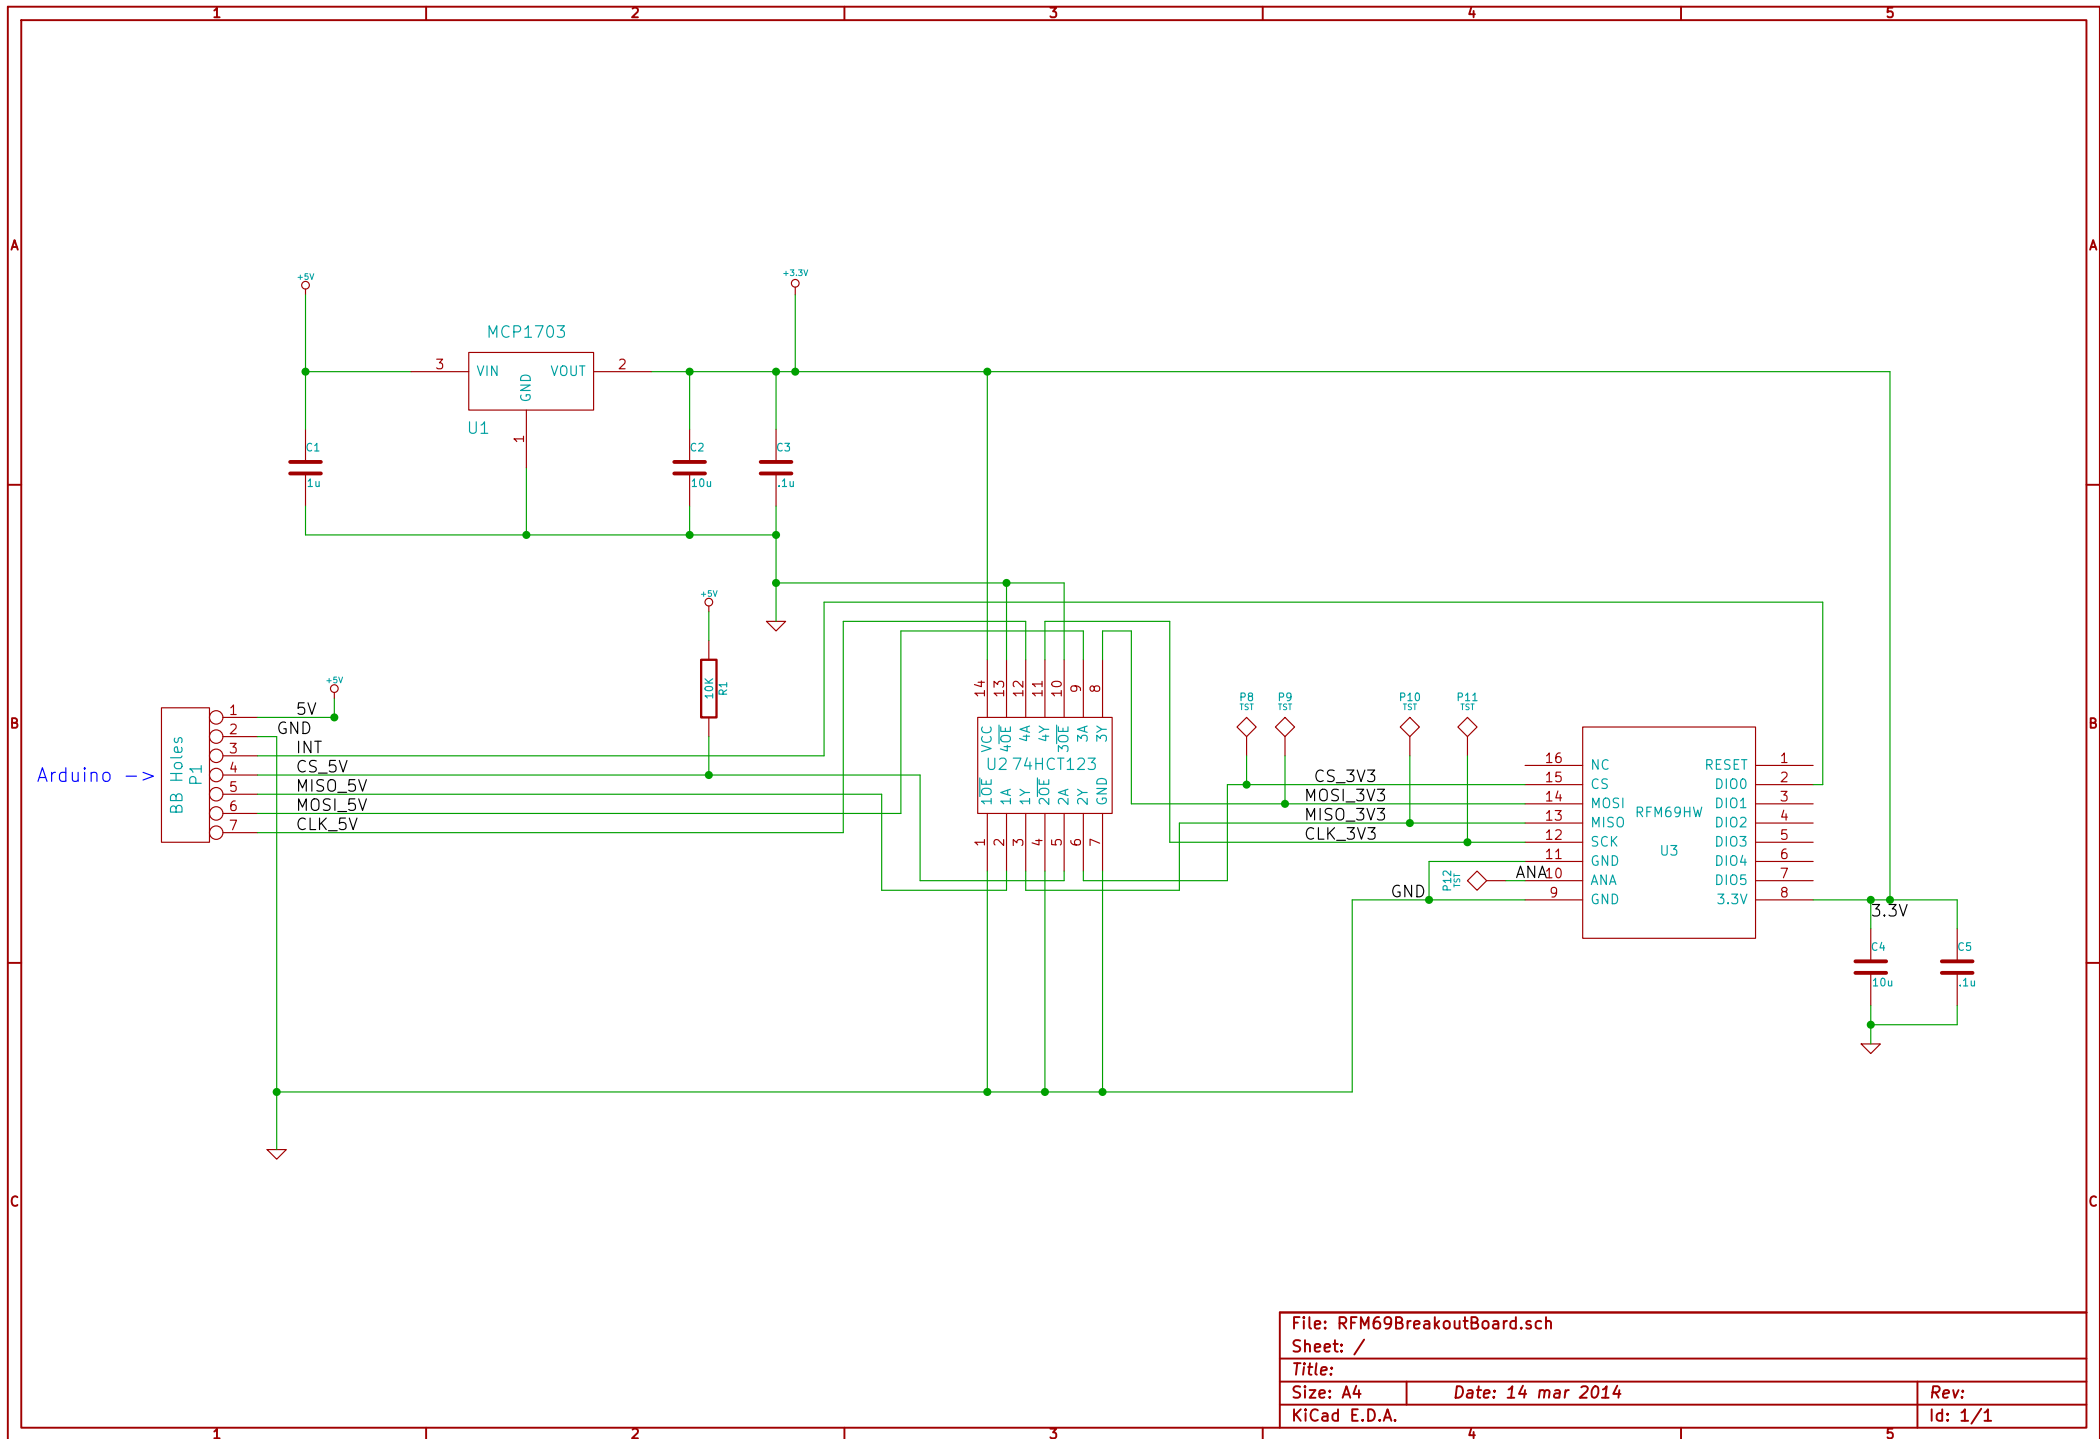 1 2 3 4 5
A A
+5V
+3.3V
MCP1703
3 VIN VOUT 2
GND
U1
1
C1
1u
C2
10u
C3
.1u
+5V
10K
R1
+5V
B B
Arduino ->
BB Holes
P1
1 5V
2 GND
3 INT
4 CS_5V
5 MISO_5V
6 MOSI_5V
7 CLK_5V
14 13 12 11 10 9 8
VCC 4OE 4A 4Y 3OE 3A 3Y
U2 74HCT123
1OE 1A 1Y 2OE 2A 2Y GND
1 2 3 4 5 6 7
P8
TST
P9
TST
P10
TST
P11
TST
CS_3V3
MOSI_3V3
MISO_3V3
CLK_3V3
P12
TST
ANA
GND
16 NC RESET 1
15 CS DIO0 2
14 MOSI DIO1 3
13 MISO DIO2 4
12 SCK DIO3 5
11 GND DIO4 6
10 ANA DIO5 7
9 GND 3.3V 8
RFM69HW
U3
3.3V
C4
10u
C5
.1u
C C
File: RFM69BreakoutBoard.sch
Sheet: /
Title:
Size: A4 Date: 14 mar 2014 Rev:
KiCad E.D.A. Id: 1/1
1 2 3 4 5